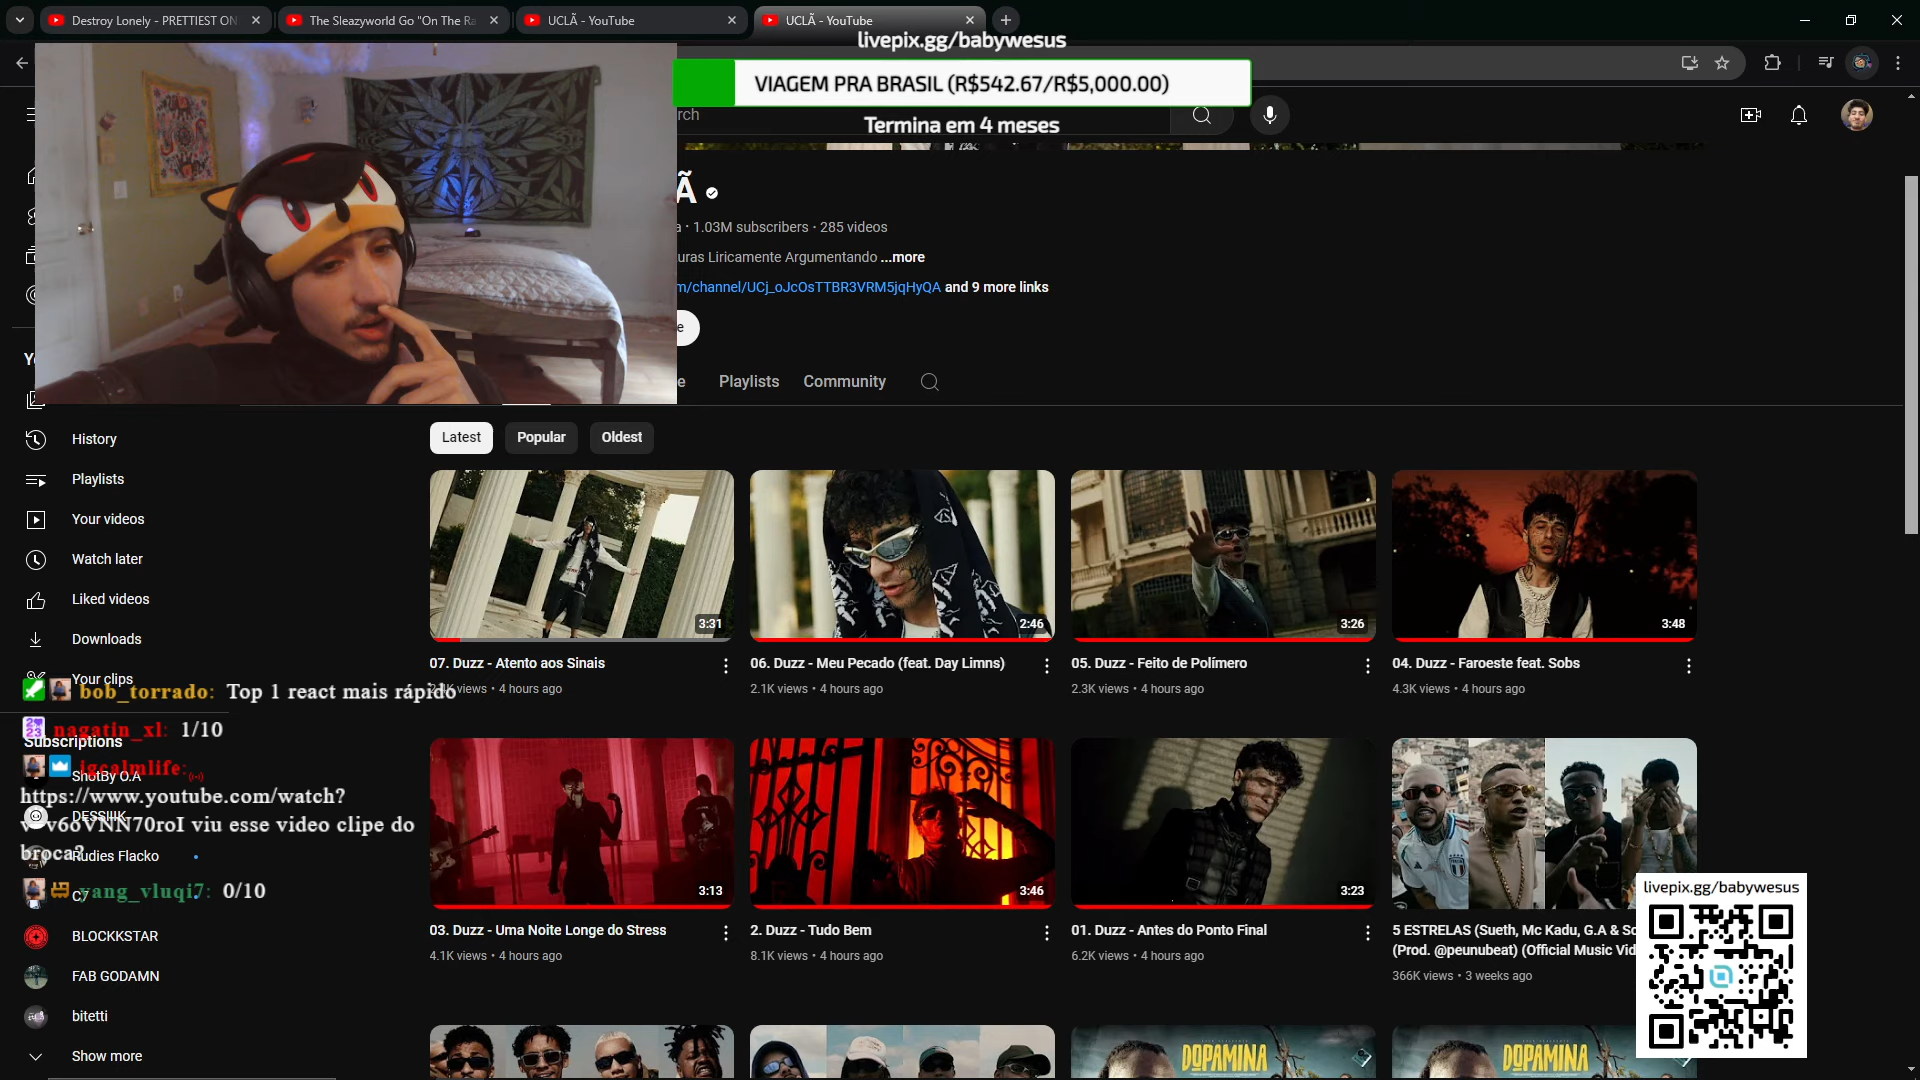 Destroy Lonely - PRETTIEST ON
The Sleazyworld Go "On The Ra
UCLÃ - YouTube
UCLÃ - YouTube
livepix.gg/babywesus
VIAGEM PRA BRASIL (R$542.67/R$5,000.00)
Termina em 4 meses
rch
Ã
a • 1.03M subscribers • 285 videos
uras Liricamente Argumentando ...more
m/channel/UCj_oJcOsTTBR3VRM5jqHyQA and 9 more links
e
e
Playlists
Community
History
Playlists
Your videos
Watch later
Liked videos
Downloads
Your clips
Subscriptions
ShotBy O.A
DESSIIK
Rudies Flacko
C7
BLOCKKSTAR
FAB GODAMN
bitetti
Show more
bob_torrado: Top 1 react mais rápido
nagatin_xl: 1/10
igcalmlife:
https://www.youtube.com/watch?
v=v6oVNN70roI viu esse video clipe do
broca?
yang_vluqi7: 0/10
Latest
Popular
Oldest
3:31
2:46
3:26
3:48
07. Duzz - Atento aos Sinais
06. Duzz - Meu Pecado (feat. Day Limns)
05. Duzz - Feito de Polímero
04. Duzz - Faroeste feat. Sobs
views • 4 hours ago
2.1K views • 4 hours ago
2.3K views • 4 hours ago
4.3K views • 4 hours ago
3:13
3:46
3:23
03. Duzz - Uma Noite Longe do Stress
2. Duzz - Tudo Bem
01. Duzz - Antes do Ponto Final
5 ESTRELAS (Sueth, Mc Kadu, G.A & So
(Prod. @peunubeat) (Official Music Vid
4.1K views • 4 hours ago
8.1K views • 4 hours ago
6.2K views • 4 hours ago
366K views • 3 weeks ago
livepix.gg/babywesus
DOPAMINA
DOPAMINA